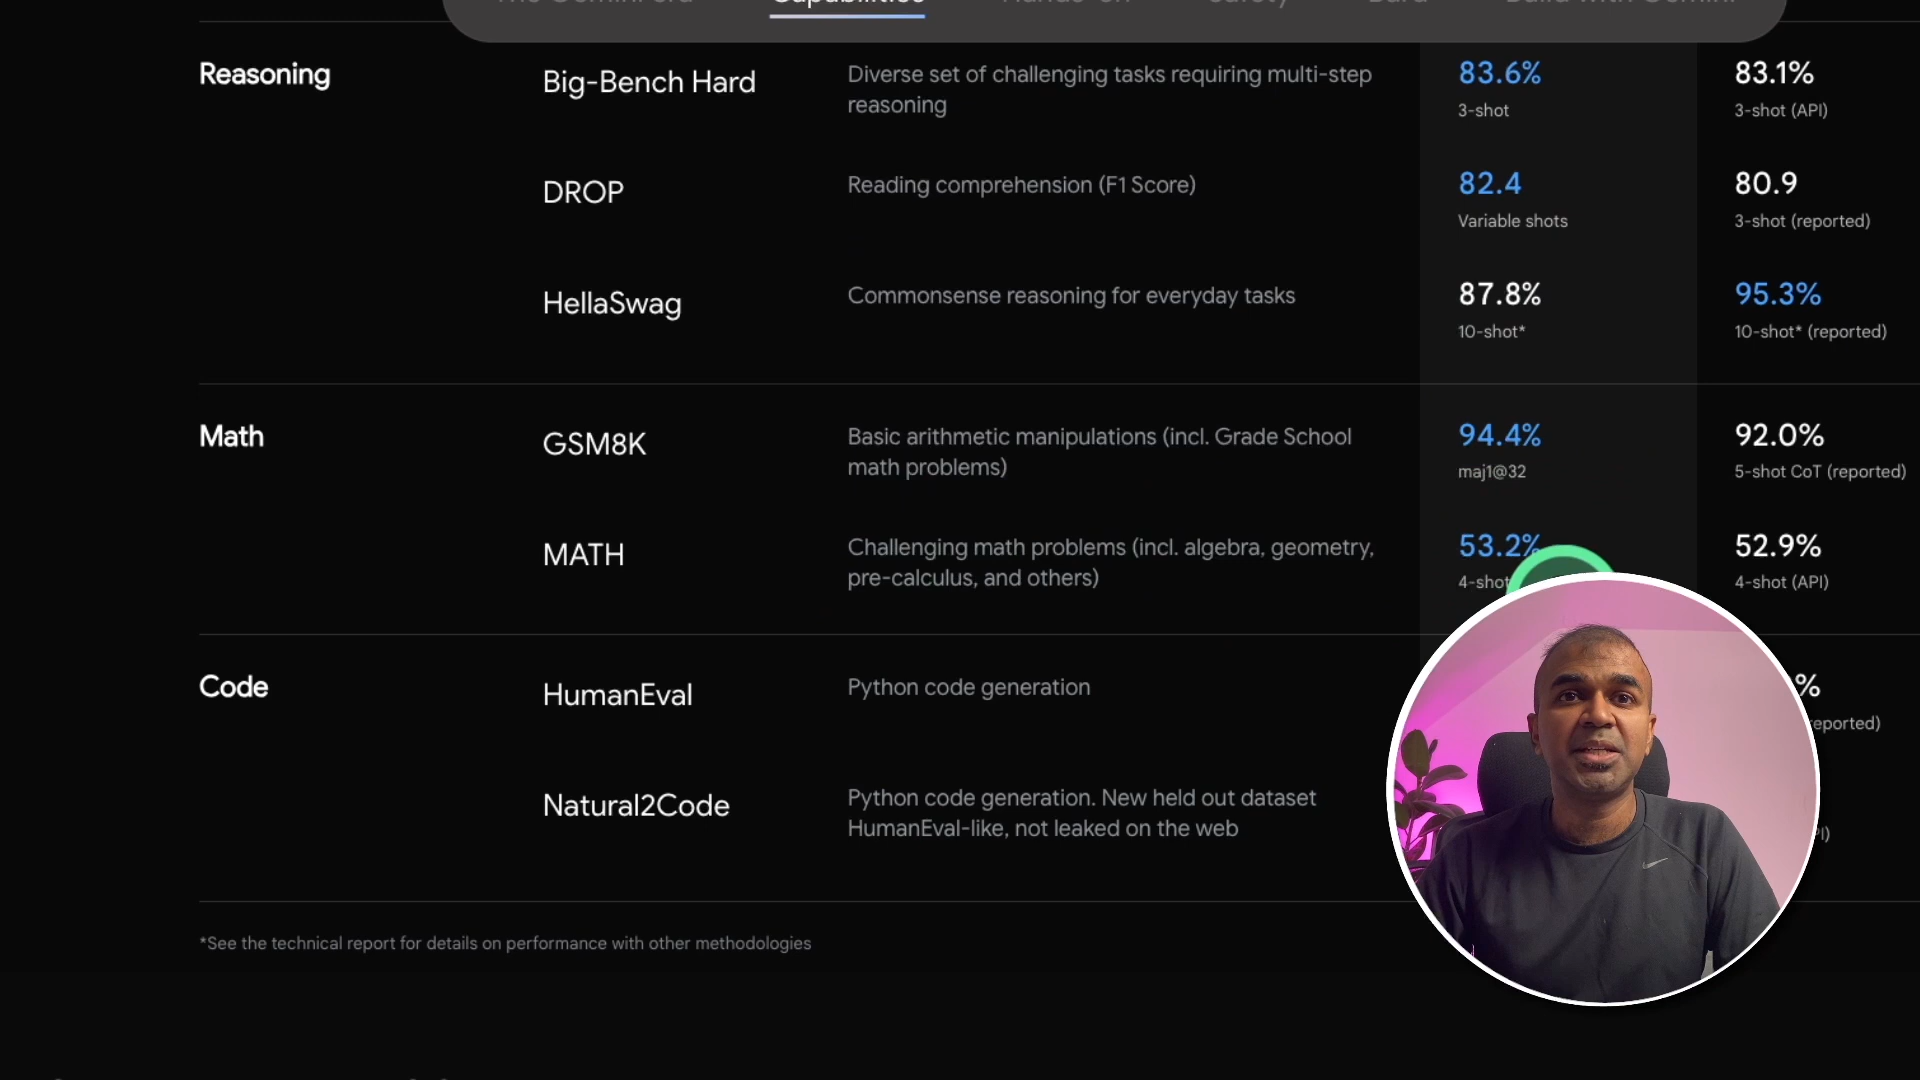 Capabilities
Reasoning
Big-Bench Hard
Diverse set of challenging tasks requiring multi-step
reasoning
83.6%
3-shot
83.1%
3-shot (API)
DROP
Reading comprehension (F1 Score)
82.4
Variable shots
80.9
3-shot (reported)
HellaSwag
Commonsense reasoning for everyday tasks
87.8%
10-shot*
95.3%
10-shot* (reported)
Math
GSM8K
Basic arithmetic manipulations (incl. Grade School
math problems)
94.4%
maj1@32
92.0%
5-shot CoT (reported)
MATH
Challenging math problems (incl. algebra, geometry,
pre-calculus, and others)
53.2%
4-shot
52.9%
4-shot (API)
Code
HumanEval
Python code generation
%
reported)
Natural2Code
Python code generation. New held out dataset
HumanEval-like, not leaked on the web
*See the technical report for details on performance with other methodologies